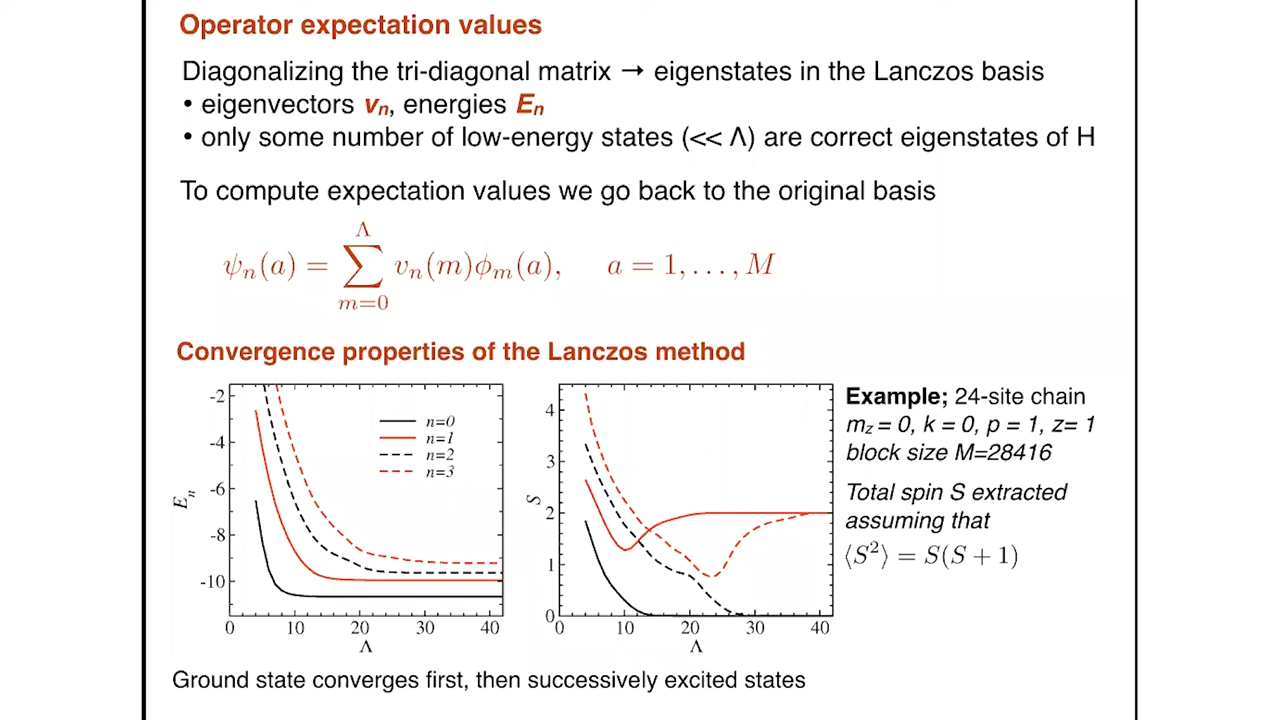 Operator expectation values
Diagonalizing the tri-diagonal matrix → eigenstates in the Lanczos basis
• eigenvectors vₙ, energies Eₙ
• only some number of low-energy states (<< Λ) are correct eigenstates of H
To compute expectation values we go back to the original basis
ψₙ(a) = ∑_{m=0}^{Λ} vₙ(m)ϕₘ(a), a = 1, . . . , M
Convergence properties of the Lanczos method
-2
-4
-6
-8
-10
Eₙ
n=0
n=1
n=2
n=3
0 10 20 30 40
Λ
4
3
2
1
0
S
0 10 20 30 40
Λ
Example; 24-site chain
m_z = 0, k = 0, p = 1, z= 1
block size M=28416
Total spin S extracted
assuming that
⟨S²⟩ = S(S + 1)
Ground state converges first, then successively excited states